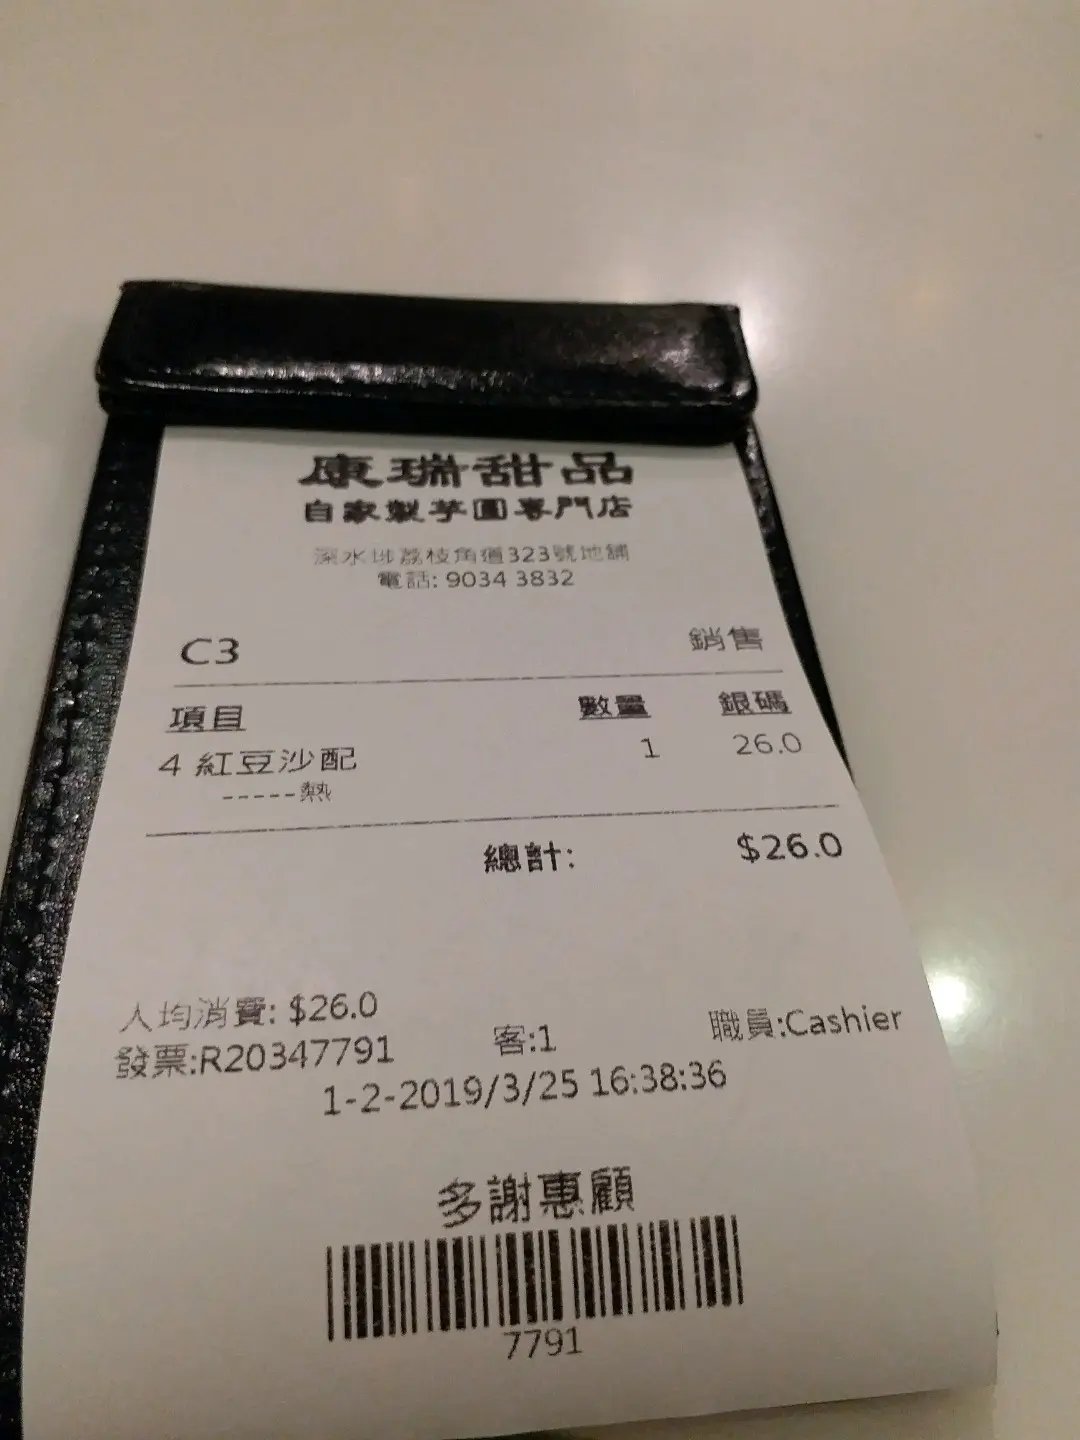 康瑞甜品
自家製芋圓專門店
深水埗荔枝角道323號地舖
電話: 9034 3832
C3 銷售
項目 數量 銀碼
4 紅豆沙配 1 26.0
-----熱
總計: $26.0
人均消費: $26.0
發票:R20347791 客:1 職員:Cashier
1-2-2019/3/25 16:38:36
多謝惠顧
7791